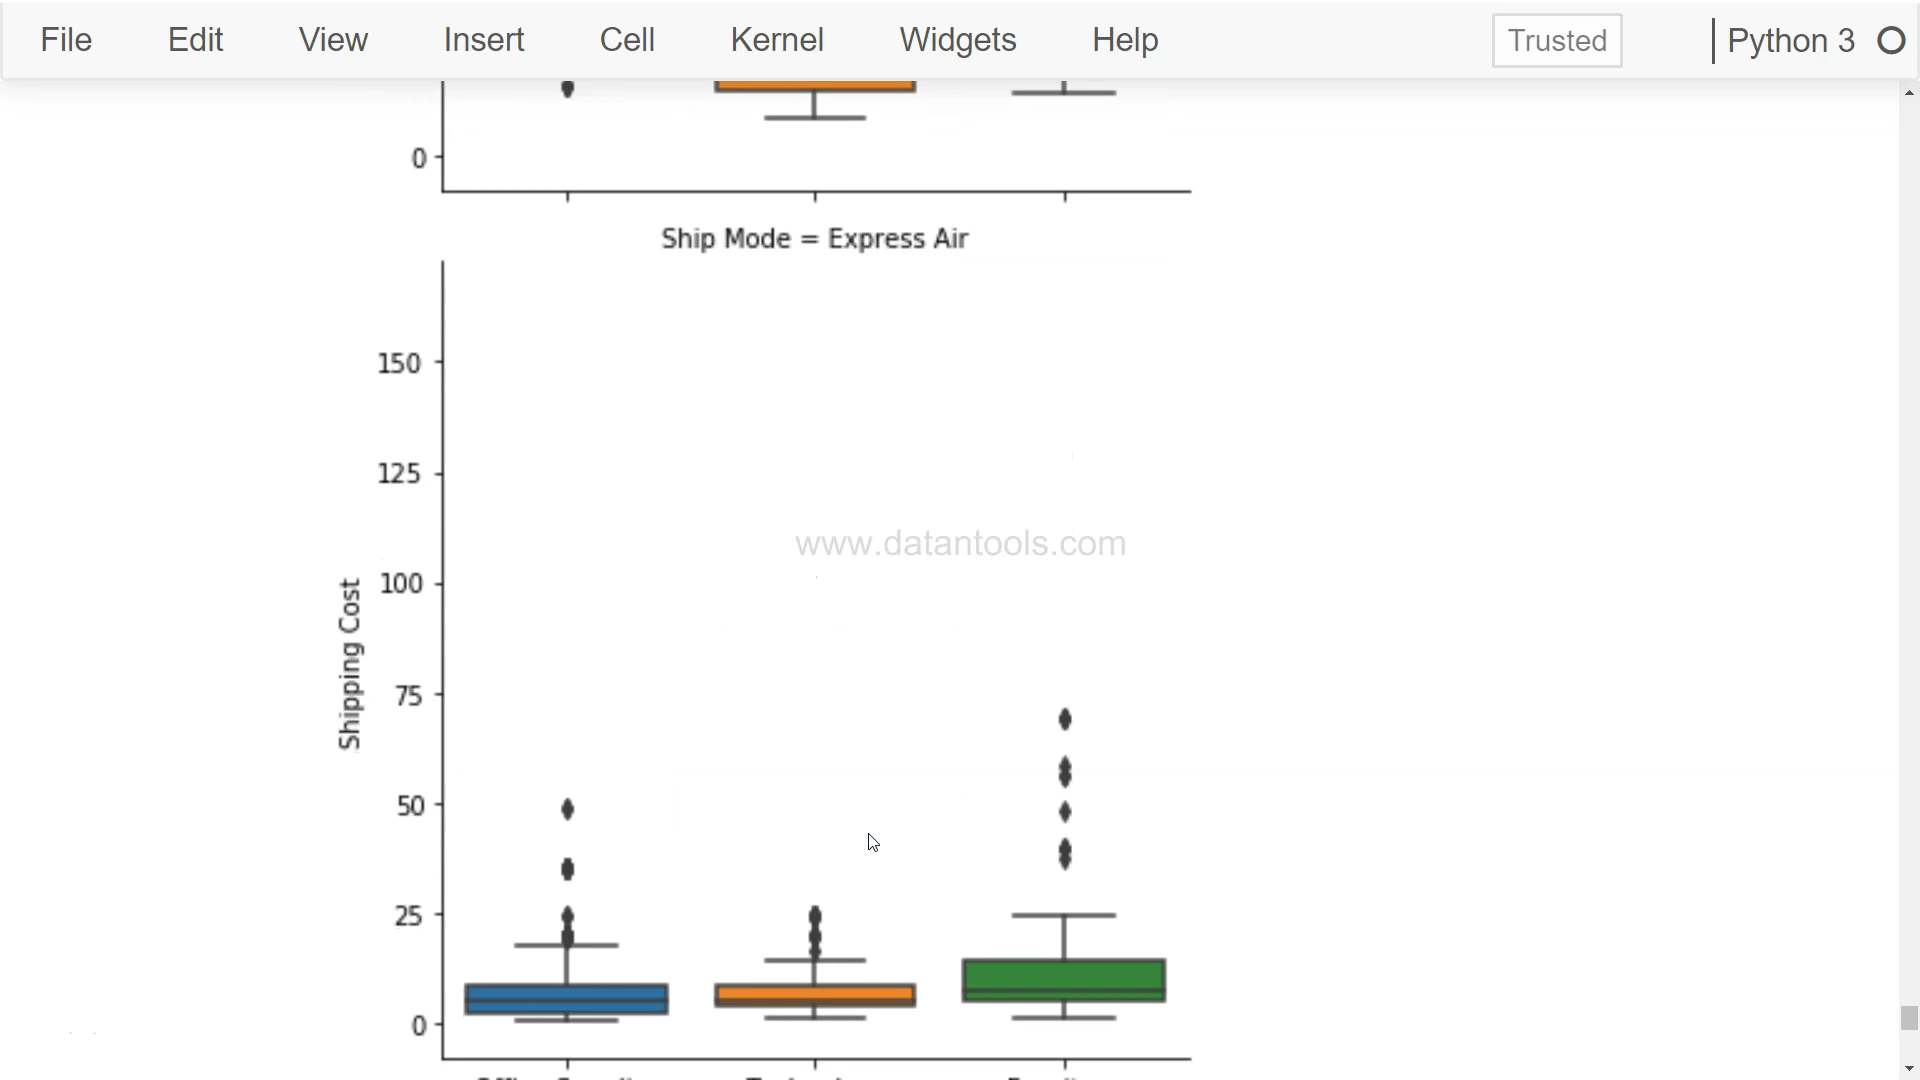 File Edit View Insert Cell Kernel Widgets Help Trusted Python 3
0
Ship Mode = Express Air
150
125
www.datantools.com
100
Shipping Cost
75
50
25
0